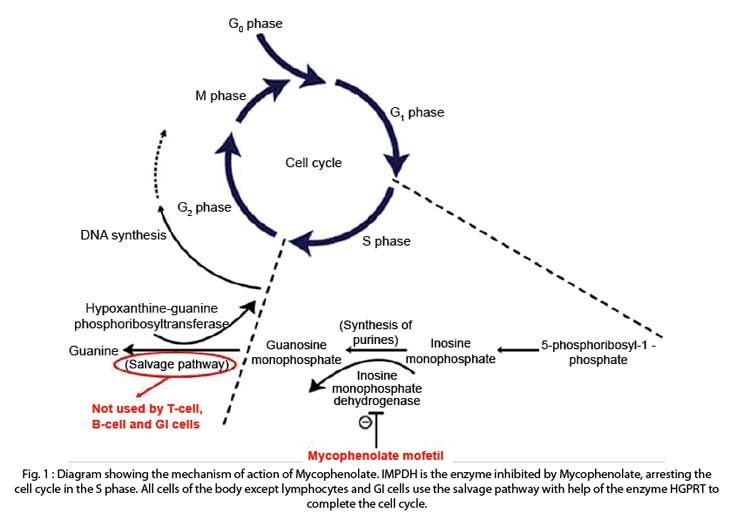 G0 phase
M phase
G1 phase
Cell cycle
G2 phase
S phase
DNA synthesis
Hypoxanthine-guanine
phosphoribosyltransferase
Guanine
(Salvage pathway)
Not used by T-cell,
B-cell and GI cells
Guanosine
monophosphate
(Synthesis of
purines)
Inosine
monophosphate
5-phosphoribosyl-1 -
phosphate
Inosine
monophosphate
dehydrogenase
⊖
Mycophenolate mofetil
Fig. 1 : Diagram showing the mechanism of action of Mycophenolate. IMPDH is the enzyme inhibited by Mycophenolate, arresting the
cell cycle in the S phase. All cells of the body except lymphocytes and GI cells use the salvage pathway with help of the enzyme HGPRT to
complete the cell cycle.